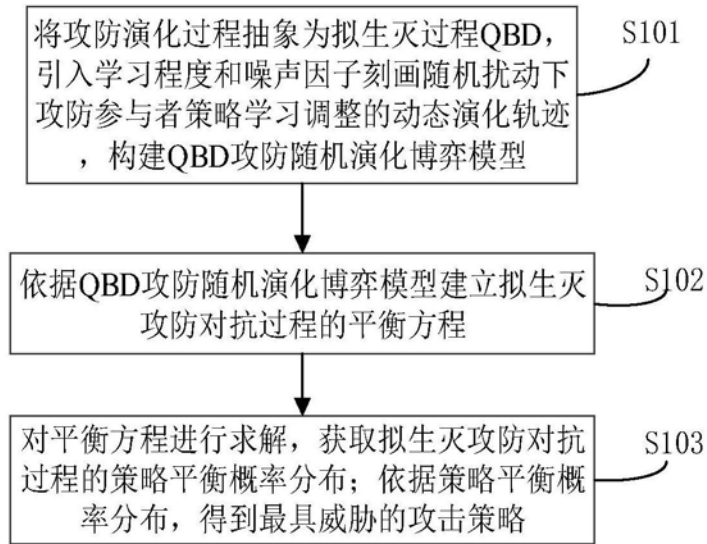 将攻防演化过程抽象为拟生灭过程QBD，
引入学习程度和噪声因子刻画随机扰动下
攻防参与者策略学习调整的动态演化轨迹
，构建QBD攻防随机演化博弈模型
S101
依据QBD攻防随机演化博弈模型建立拟生灭
攻防对抗过程的平衡方程
S102
对平衡方程进行求解，获取拟生灭攻防对抗
过程的策略平衡概率分布；依据策略平衡概
率分布，得到最具威胁的攻击策略
S103